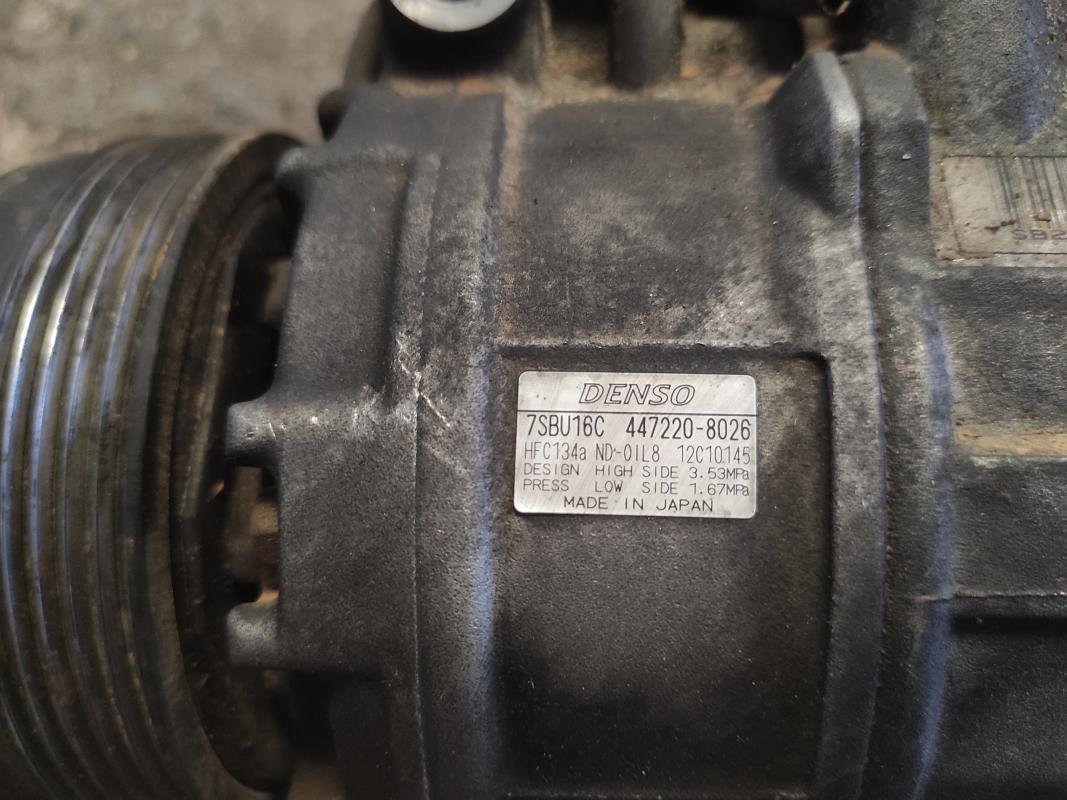 SB2
DENSO
7SBU16C 447220-8026
HFC134a ND-OIL8 12C10145
DESIGN HIGH SIDE 3.53MPa
PRESS LOW SIDE 1.67MPa
MADE IN JAPAN